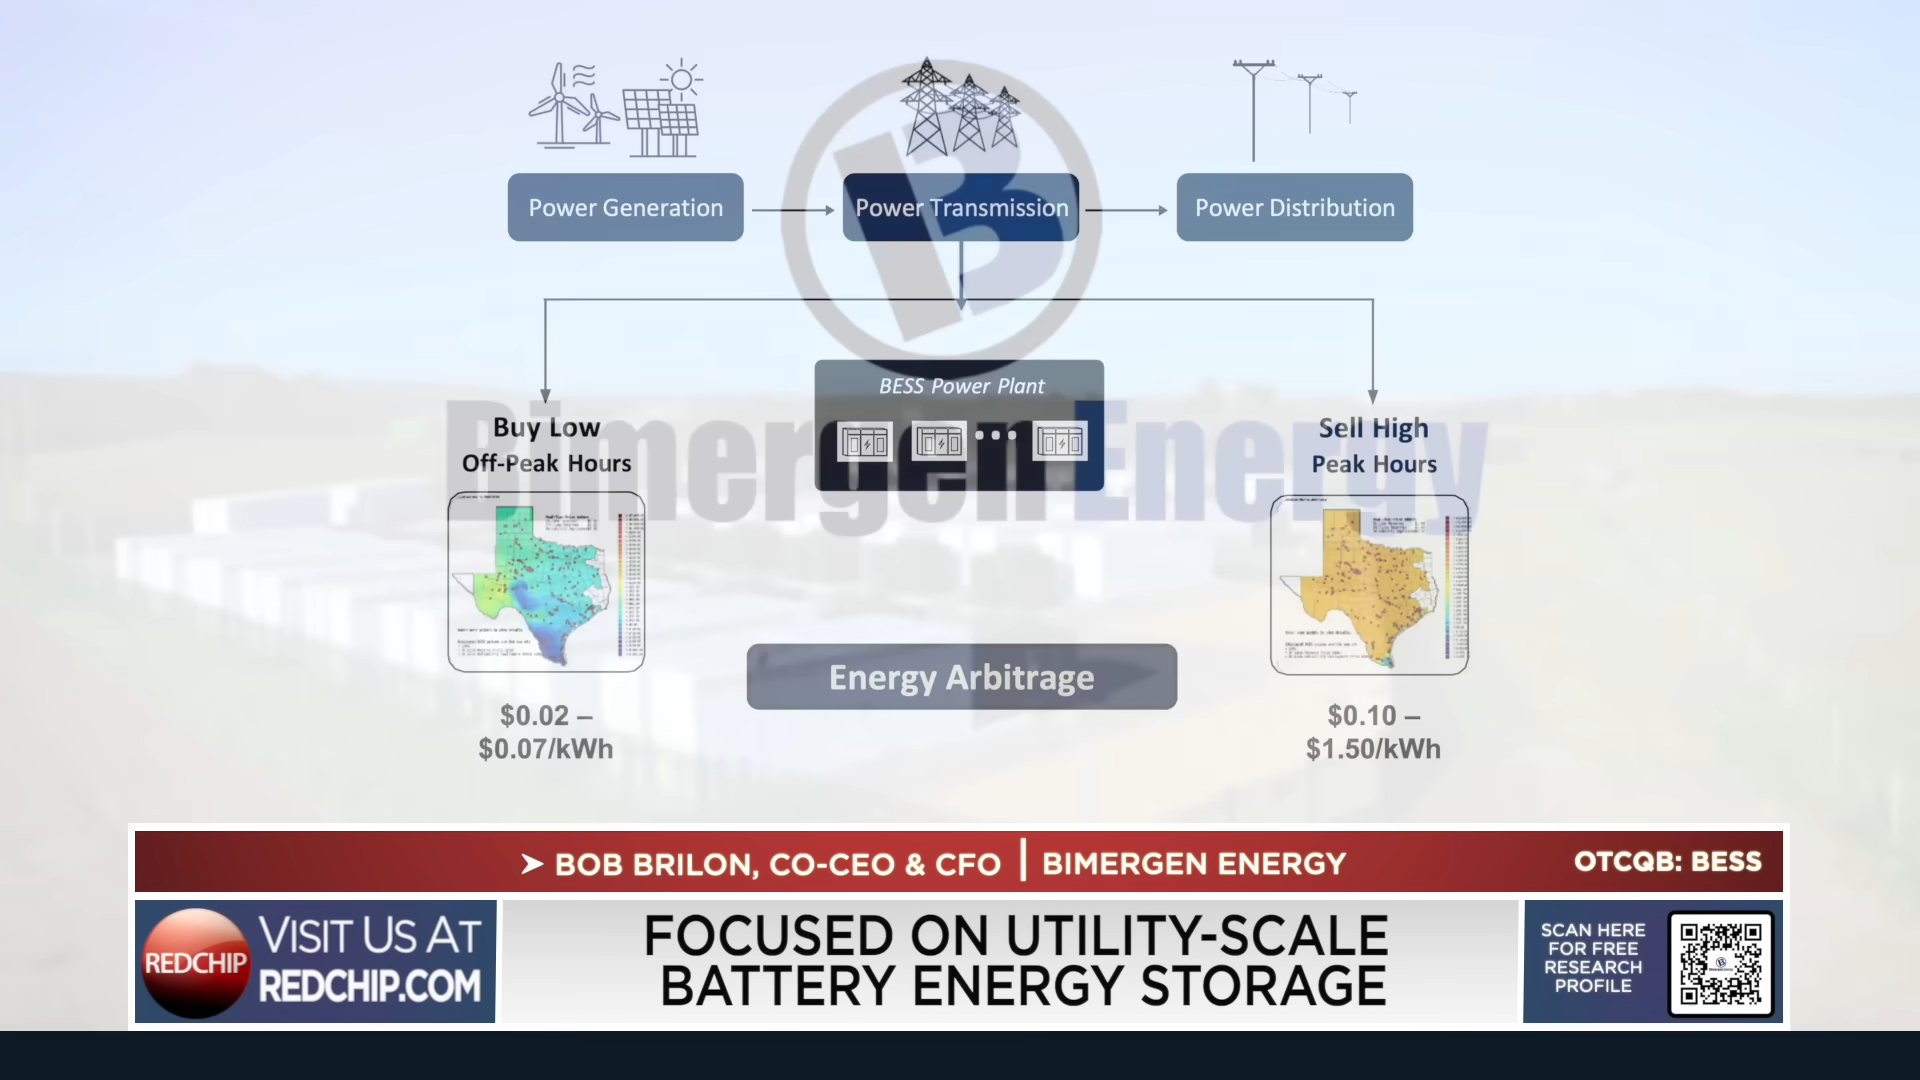 Power Generation
Power Transmission
Power Distribution
BESS Power Plant
Buy Low
Off-Peak Hours
Sell High
Peak Hours
Bimergen Energy
Energy Arbitrage
$0.02 –
$0.07/kWh
$0.10 –
$1.50/kWh
➤ BOB BRILON, CO-CEO & CFO | BIMERGEN ENERGY
OTCQB: BESS
REDCHIP
VISIT US AT
REDCHIP.COM
FOCUSED ON UTILITY-SCALE
BATTERY ENERGY STORAGE
SCAN HERE
FOR FREE
RESEARCH
PROFILE